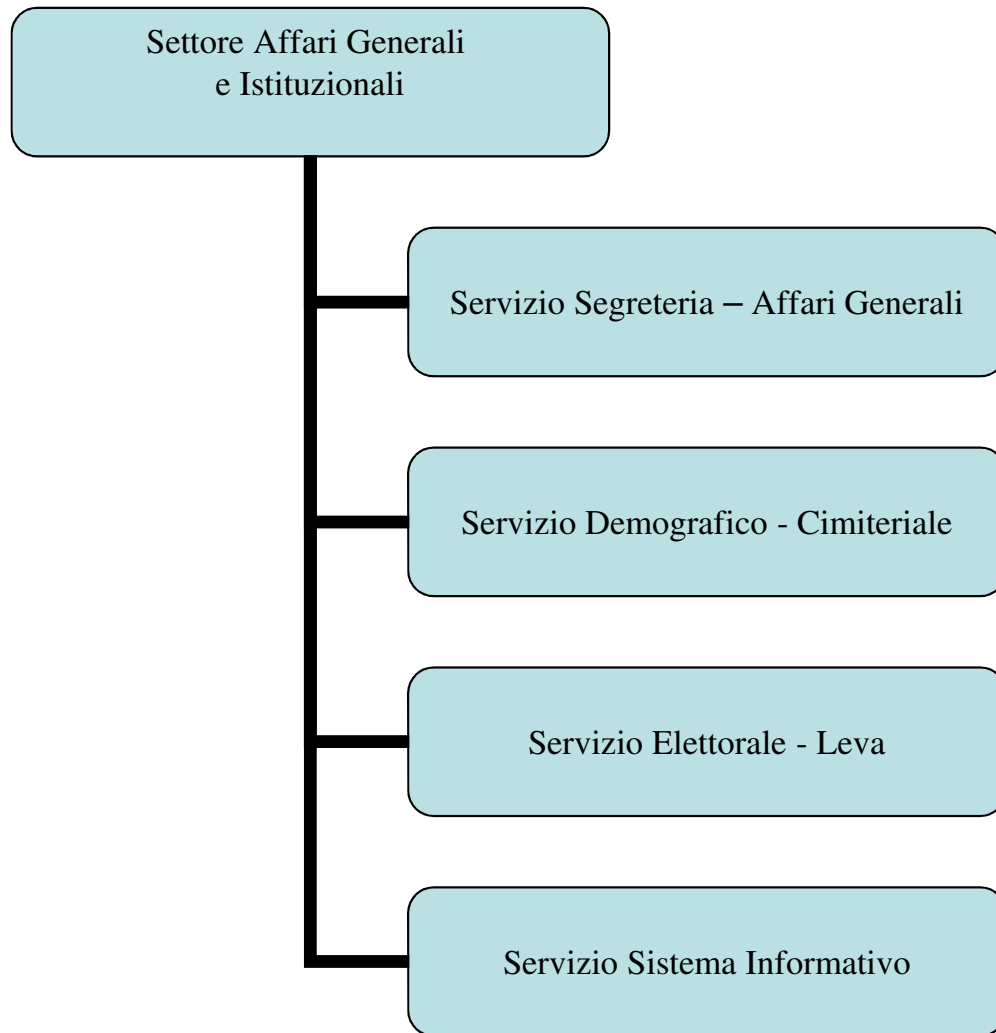 Settore Affari Generali
e Istituzionali
Servizio Segreteria – Affari Generali
Servizio Demografico - Cimiteriale
Servizio Elettorale - Leva
Servizio Sistema Informativo